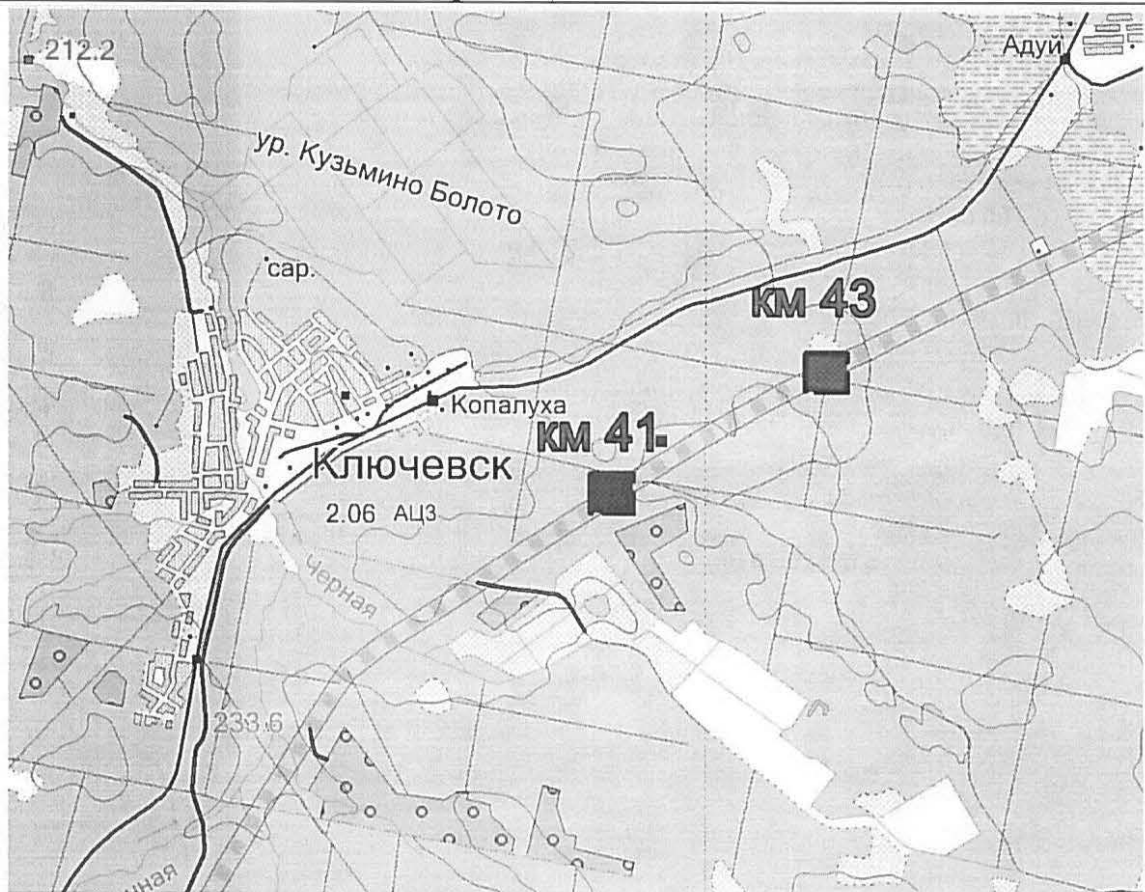 212.2
Адуй
ур. Кузьмино Болото
сар.
км 43
Копалуха
км 41
Ключевск
2.06 АЦЗ
Черная
233.6